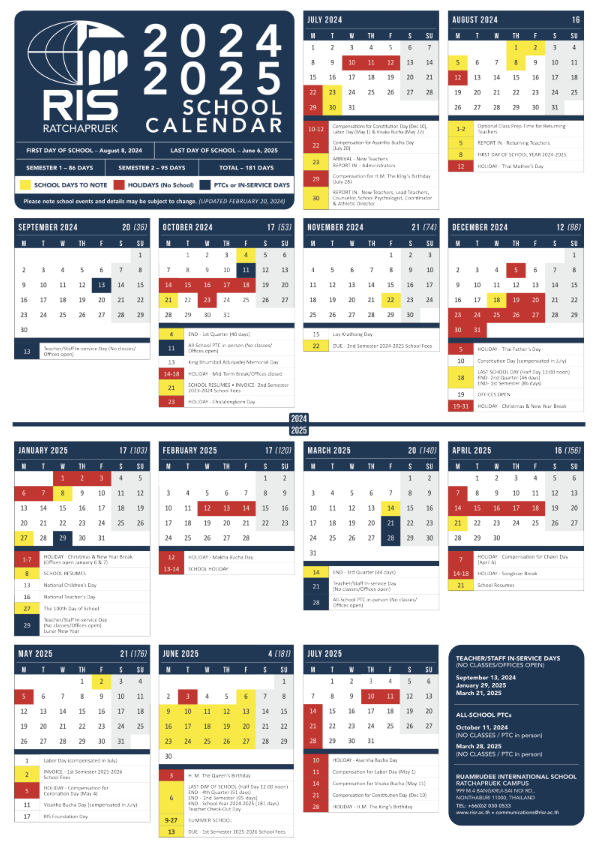 RIS
RATCHAPRUEK
2024
2025
SCHOOL
CALENDAR
FIRST DAY OF SCHOOL – August 8, 2024
LAST DAY OF SCHOOL – June 6, 2025
SEMESTER 1 – 86 DAYS
SEMESTER 2 – 95 DAYS
TOTAL – 181 DAYS
SCHOOL DAYS TO NOTE
HOLIDAYS (No School)
PTCs or IN-SERVICE DAYS
Please note school events and details may be subject to change. (UPDATED FEBRUARY 20, 2024)
JULY 2024
M T W TH F S SU
1 2 3 4 5 6 7
8 9 10 11 12 13 14
15 16 17 18 19 20 21
22 23 24 25 26 27 28
29 30 31
10-12 Compensations for Constitution Day (Dec 10),
Labor Day (May 1) & Visaka Bucha (May 22)
22 Compensation for Asarnha Bucha Day
(July 20)
23 ARRIVAL - New Teachers
REPORT IN - Administrators
29 Compensation for H.M. The King's Birthday
(July 28)
30 REPORT IN - New Teachers, Lead Teachers,
Counselor, School Psychologist, Coordinator
& Athletic Director
AUGUST 2024 16
M T W TH F S SU
1 2 3 4
5 6 7 8 9 10 11
12 13 14 15 16 17 18
19 20 21 22 23 24 25
26 27 28 29 30 31
1-2 Optional Class Prep Time for Returning
Teachers
5 REPORT IN - Returning Teachers
8 FIRST DAY OF SCHOOL YEAR 2024-2025
12 HOLIDAY - Thai Mother's Day
SEPTEMBER 2024 20 (36)
M T W TH F S SU
1
2 3 4 5 6 7 8
9 10 11 12 13 14 15
16 17 18 19 20 21 22
23 24 25 26 27 28 29
30
13 Teacher/Staff In-service Day (No classes/
Offices open)
OCTOBER 2024 17 (53)
M T W TH F S SU
1 2 3 4 5 6
7 8 9 10 11 12 13
14 15 16 17 18 19 20
21 22 23 24 25 26 27
28 29 30 31
4 END - 1st Quarter (40 days)
11 All School PTC in person (No classes/
Offices open)
13 King Bhumibol Adulyadej Memorial Day
14-18 HOLIDAY - Mid Term Break/Offices closed
21 SCHOOL RESUMES • INVOICE- 2nd Semester
2023-2024 School Fees
23 HOLIDAY - Chulalongkorn Day
NOVEMBER 2024 21 (74)
M T W TH F S SU
1 2 3
4 5 6 7 8 9 10
11 12 13 14 15 16 17
18 19 20 21 22 23 24
25 26 27 28 29 30
15 Loy Krathong Day
22 DUE - 2nd Semester 2024-2025 School Fees
DECEMBER 2024 12 (86)
M T W TH F S SU
1
2 3 4 5 6 7 8
9 10 11 12 13 14 15
16 17 18 19 20 21 22
23 24 25 26 27 28 29
30 31
5 HOLIDAY - Thai Father's Day
10 Constitution Day (compensated in July)
18 LAST SCHOOL DAY (Half Day 12:00 noon)
END- 2nd Quarter (46 days)
END- 1st Semester (86 days)
19 OFFICES OPEN
19-31 HOLIDAY - Christmas & New Year Break
2024
2025
JANUARY 2025 17 (103)
M T W TH F S SU
1 2 3 4 5
6 7 8 9 10 11 12
13 14 15 16 17 18 19
20 21 22 23 24 25 26
27 28 29 30 31
1-7 HOLIDAY - Christmas & New Year Break
(Offices open January 6 & 7)
8 SCHOOL RESUMES
13 National Children's Day
16 National Teacher's Day
27 The 100th Day of School
29 Teacher/Staff In-service Day
(No classes/Offices open)
Lunar New Year
FEBRUARY 2025 17 (120)
M T W TH F S SU
1 2
3 4 5 6 7 8 9
10 11 12 13 14 15 16
17 18 19 20 21 22 23
24 25 26 27 28
12 HOLIDAY - Makha Bucha Day
13-14 SCHOOL HOLIDAY
MARCH 2025 20 (140)
M T W TH F S SU
1 2
3 4 5 6 7 8 9
10 11 12 13 14 15 16
17 18 19 20 21 22 23
24 25 26 27 28 29 30
31
14 END - 3rd Quarter (44 days)
21 Teacher/Staff In-service Day
(No classes/Offices open)
28 All-School PTC in person (No classes/
Offices open)
APRIL 2025 16 (156)
M T W TH F S SU
1 2 3 4 5 6
7 8 9 10 11 12 13
14 15 16 17 18 19 20
21 22 23 24 25 26 27
28 29 30
7 HOLIDAY - Compensation for Chakri Day
(April 6)
14-18 HOLIDAY - Songkran Break
21 School Resumes
MAY 2025 21 (176)
M T W TH F S SU
1 2 3 4
5 6 7 8 9 10 11
12 13 14 15 16 17 18
19 20 21 22 23 24 25
26 27 28 29 30 31
1 Labor Day (compensated in July)
2 INVOICE - 1st Semester 2025-2026
School Fees
5 HOLIDAY - Compensation for
Coronation Day (May 4)
11 Visakha Bucha Day (compensated in July)
17 RIS Foundation Day
JUNE 2025 4 (181)
M T W TH F S SU
1
2 3 4 5 6 7 8
9 10 11 12 13 14 15
16 17 18 19 20 21 22
23 24 25 26 27 28 29
30
3 H. M. The Queen's Birthday
6 LAST DAY OF SCHOOL (Half Day 12:00 noon)
END - 4th Quarter (51 days)
END - 2nd Semester (95 days)
END - School Year 2024-2025 (181 days)
Teacher Check-Out Day
9-27 SUMMER SCHOOL
13 DUE - 1st Semester 2025-2026 School Fees
JULY 2025
M T W TH F S SU
1 2 3 4 5 6
7 8 9 10 11 12 13
14 15 16 17 18 19 20
21 22 23 24 25 26 27
28 29 30 31
10 HOLIDAY - Asarnha Bucha Day
11 Compensation for Labor Day (May 1)
14 Compensation for Visaka Bucha (May 11)
21 Compensation for Constitution Day (Dec 10)
28 HOLIDAY - H.M. The King's Birthday
TEACHER/STAFF IN-SERVICE DAYS
(NO CLASSES/OFFICES OPEN)
September 13, 2024
January 29, 2025
March 21, 2025
ALL-SCHOOL PTCs
October 11, 2024
(NO CLASSES / PTC in person)
March 28, 2025
(NO CLASSES / PTC in person)
RUAMRUDEE INTERNATIONAL SCHOOL
RATCHAPRUEK CAMPUS
999 M.4 BANGKRUA-SAI NOI RD.,
NONTHABURI 11000, THAILAND
TEL: +66(0)2 030 0533
www.risr.ac.th • communications@risr.ac.th